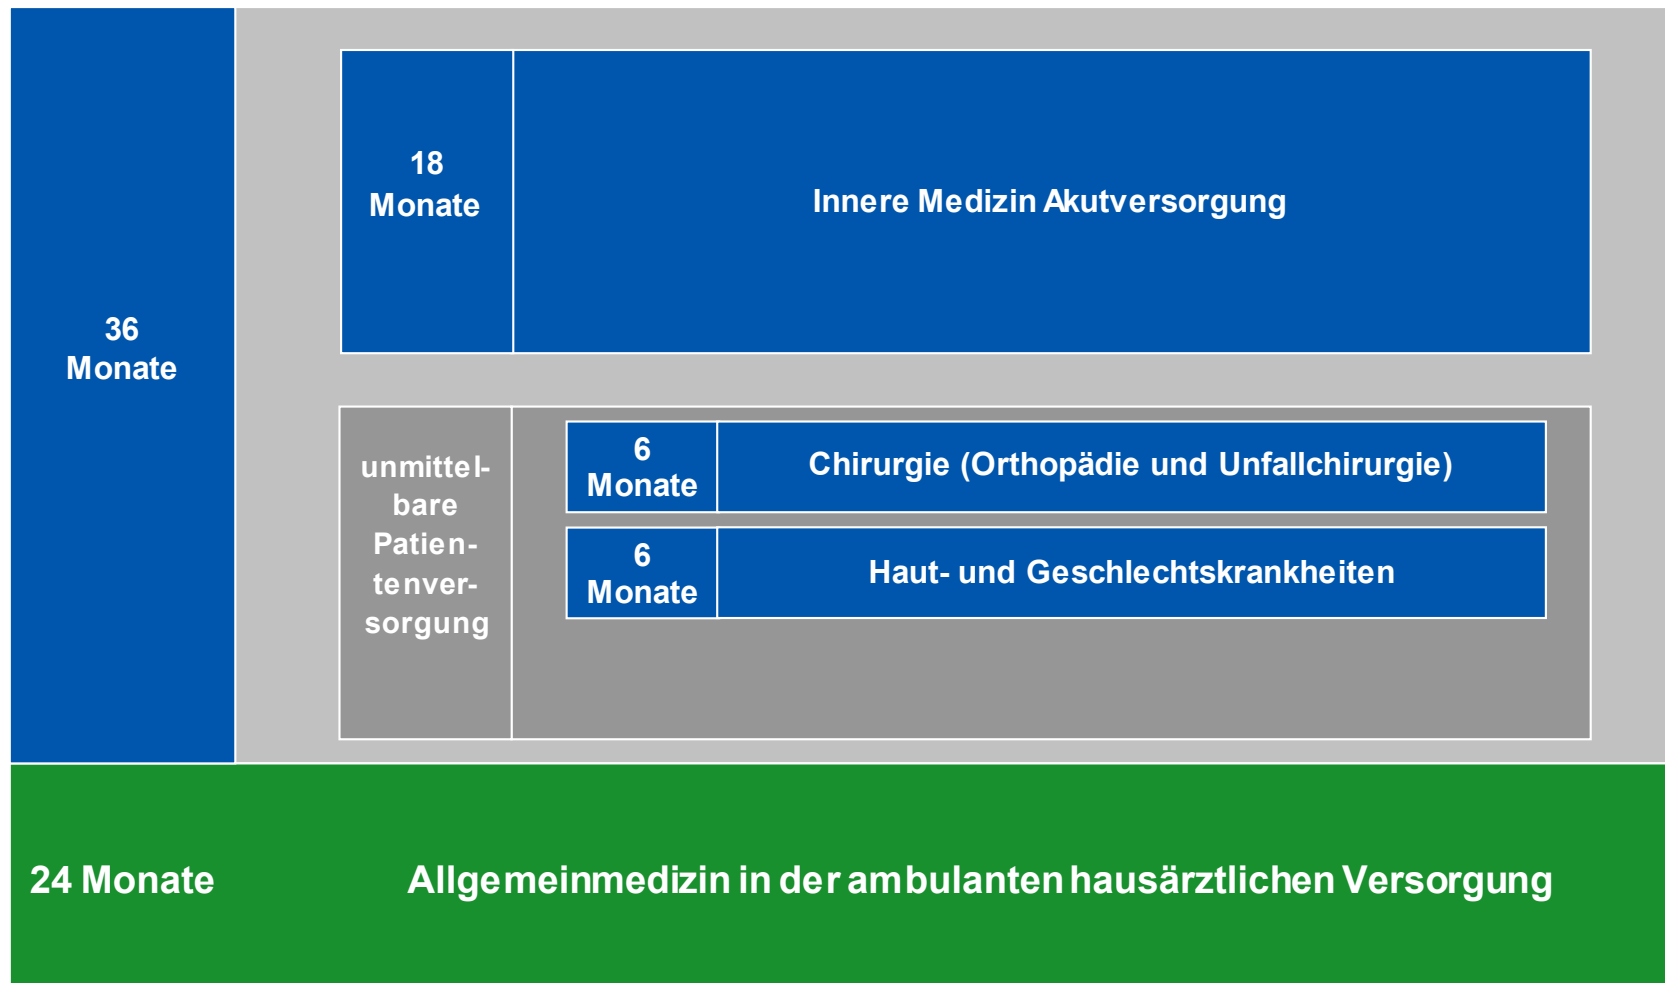 36
Monate
18
Monate
Innere Medizin Akutversorgung
unmittel-
bare
Patien-
tenver-
sorgung
6
Monate
Chirurgie (Orthopädie und Unfallchirurgie)
6
Monate
Haut- und Geschlechtskrankheiten
24 Monate
Allgemeinmedizin in der ambulanten hausärztlichen Versorgung